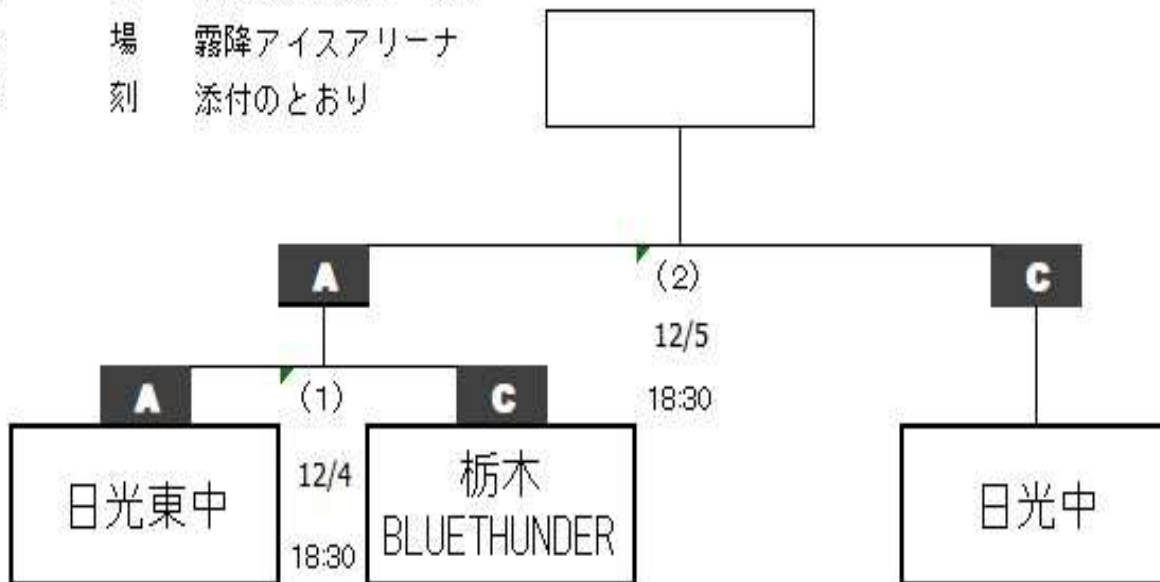 場 霧降アイスアリーナ
刻 添付のとおり
A
(2)
C
12/5
18:30
A
(1)
C
日光東中
12/4
18:30
栃木
BLUETHUNDER
日光中